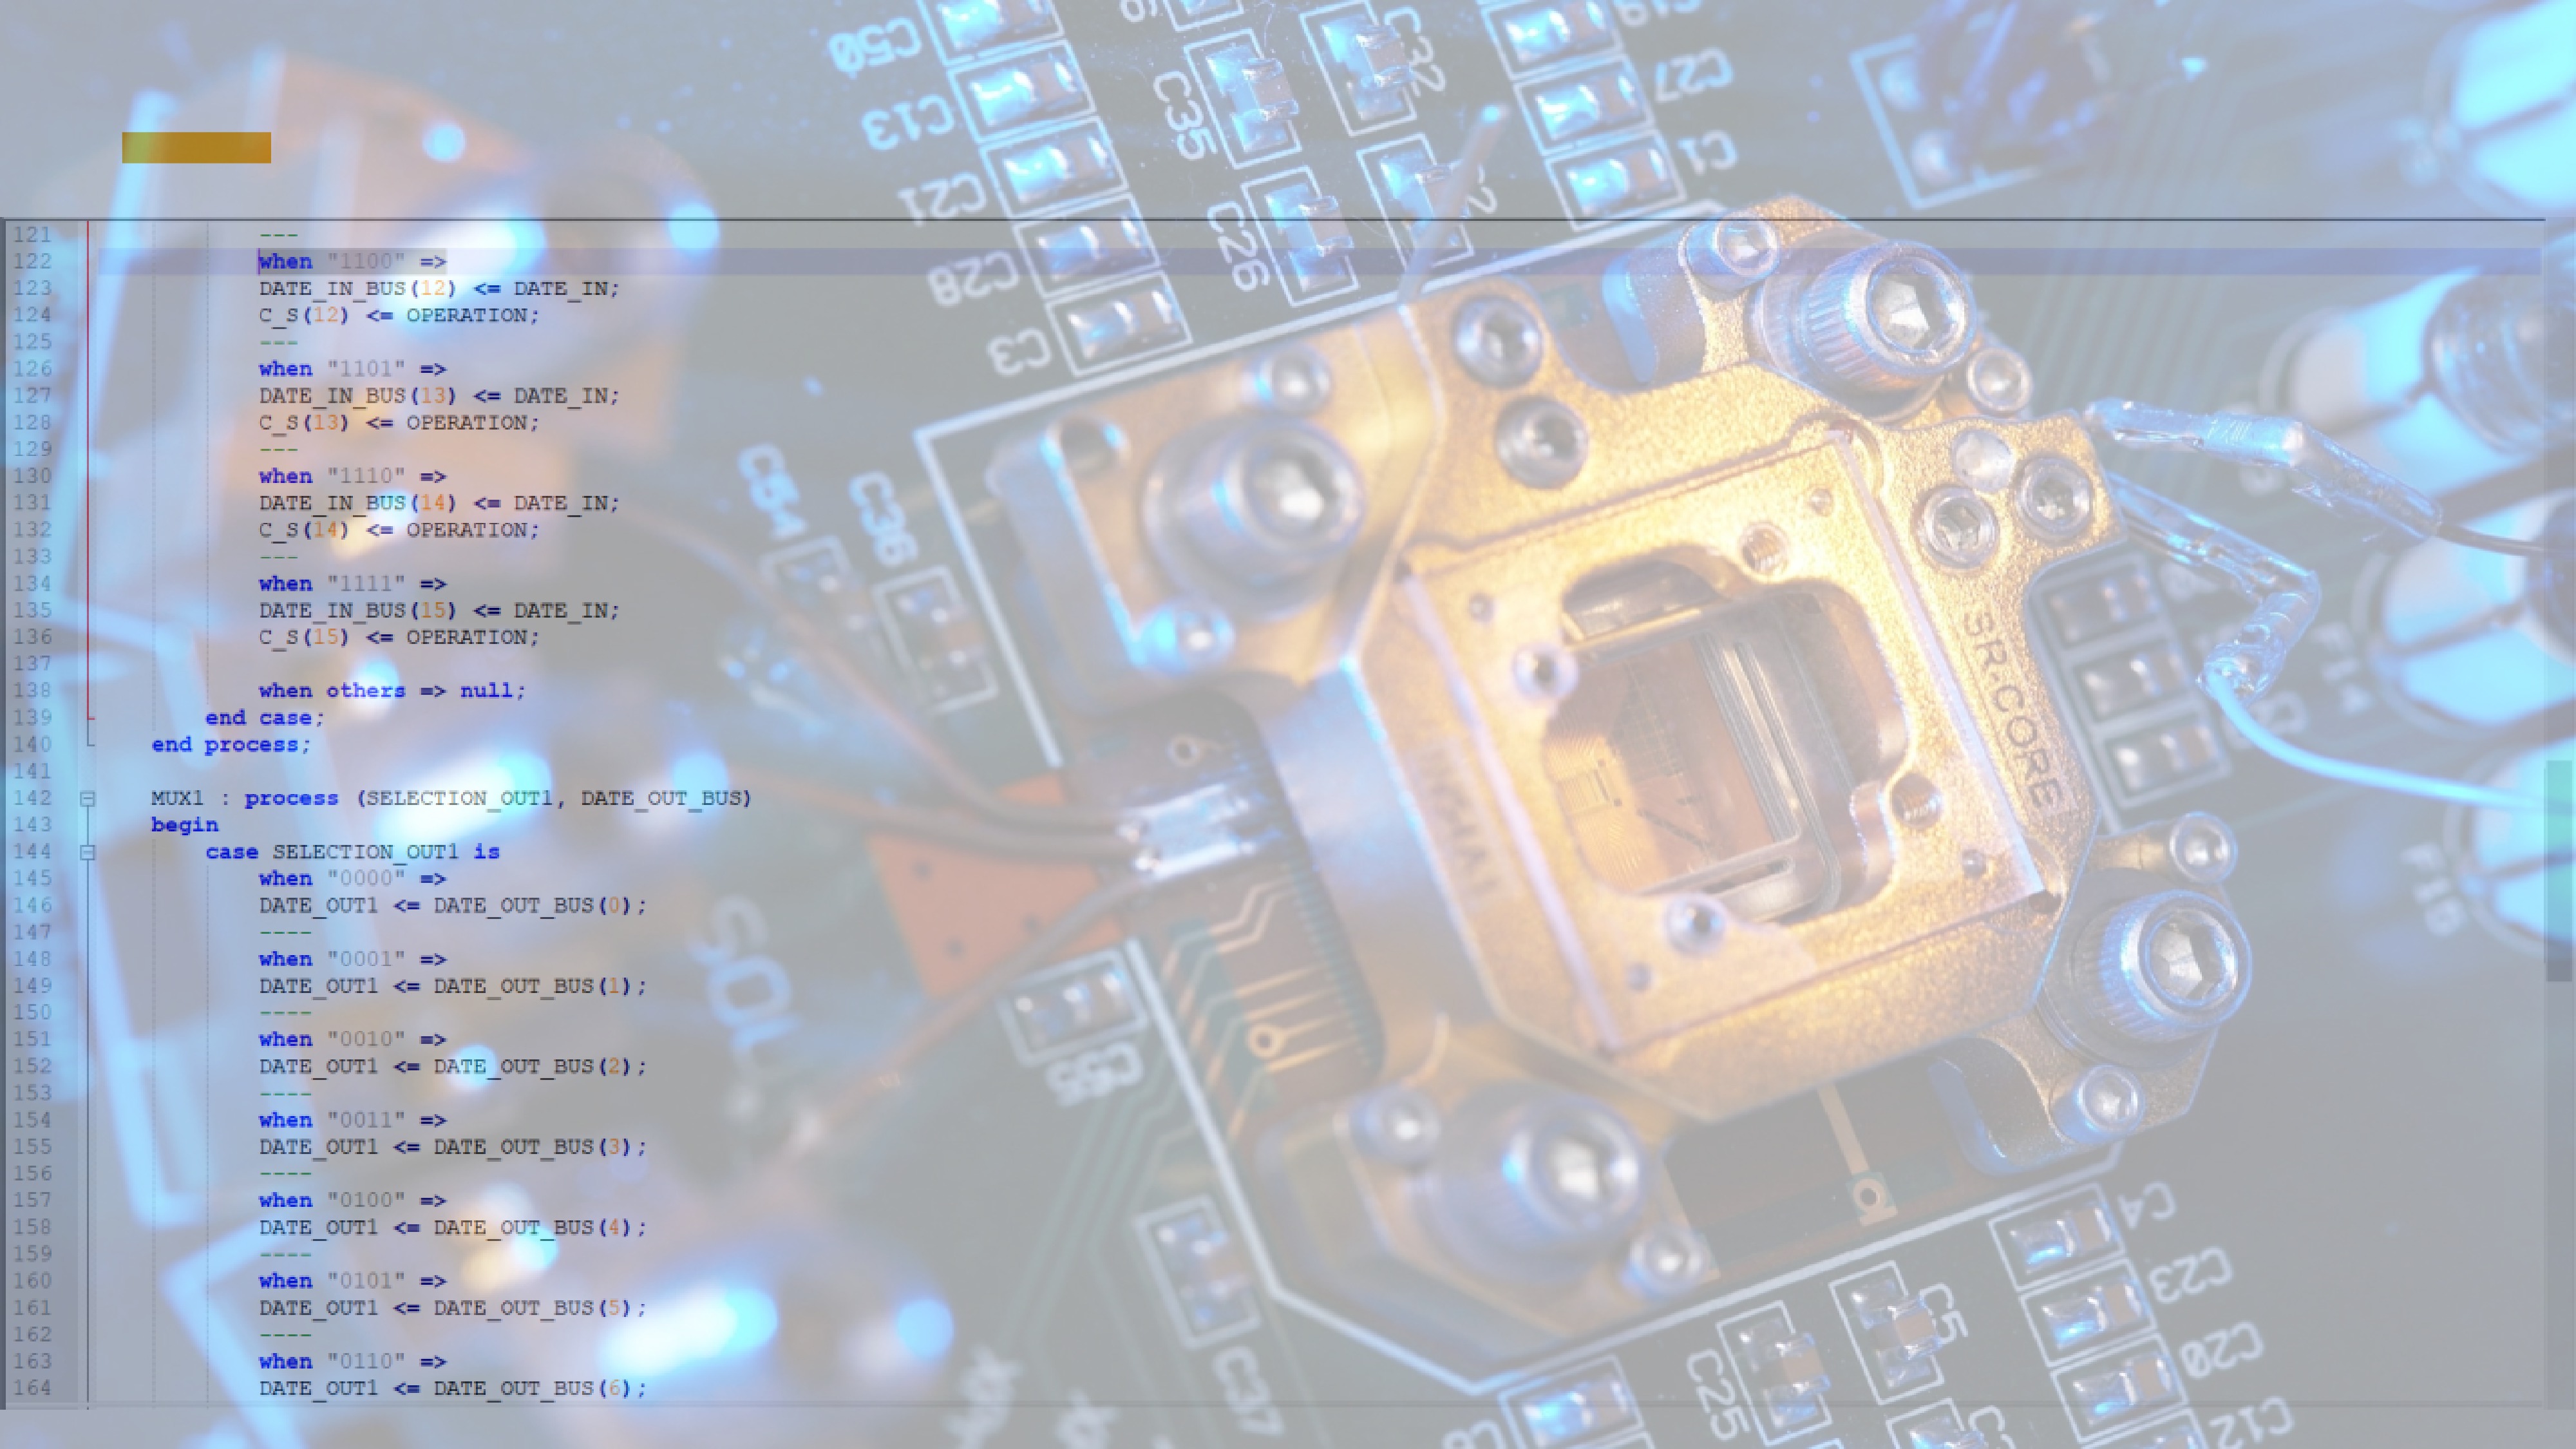 C50
C13
C21
C28
C3
C35
C26
C32
C19
C27
C1
C54
C36
SR-CORE
F14
F15
C55
C37
C4
C23
C20
C12
C5
C25
121 ---
122 when "1100" =>
123 DATE_IN_BUS(12) <= DATE_IN;
124 C_S(12) <= OPERATION;
125 ---
126 when "1101" =>
127 DATE_IN_BUS(13) <= DATE_IN;
128 C_S(13) <= OPERATION;
129 ---
130 when "1110" =>
131 DATE_IN_BUS(14) <= DATE_IN;
132 C_S(14) <= OPERATION;
133 ---
134 when "1111" =>
135 DATE_IN_BUS(15) <= DATE_IN;
136 C_S(15) <= OPERATION;
137
138 when others => null;
139 end case;
140 end process;
141
142 MUX1 : process (SELECTION_OUT1, DATE_OUT_BUS)
143 begin
144 case SELECTION_OUT1 is
145 when "0000" =>
146 DATE_OUT1 <= DATE_OUT_BUS(0);
147 ----
148 when "0001" =>
149 DATE_OUT1 <= DATE_OUT_BUS(1);
150 ----
151 when "0010" =>
152 DATE_OUT1 <= DATE_OUT_BUS(2);
153 ----
154 when "0011" =>
155 DATE_OUT1 <= DATE_OUT_BUS(3);
156 ----
157 when "0100" =>
158 DATE_OUT1 <= DATE_OUT_BUS(4);
159 ----
160 when "0101" =>
161 DATE_OUT1 <= DATE_OUT_BUS(5);
162 ----
163 when "0110" =>
164 DATE_OUT1 <= DATE_OUT_BUS(6);